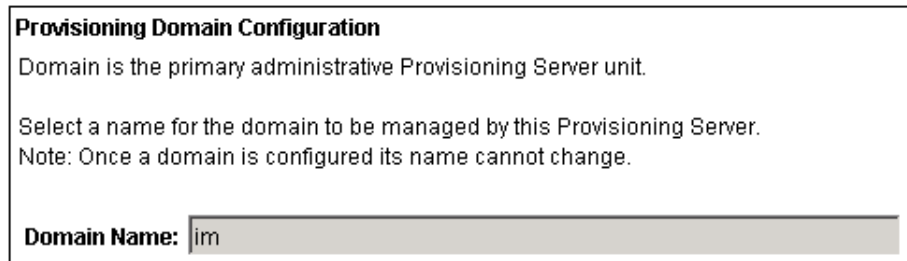 Provisioning Domain Configuration
Domain is the primary administrative Provisioning Server unit.
Select a name for the domain to be managed by this Provisioning Server.
Note: Once a domain is configured its name cannot change.
Domain Name: im